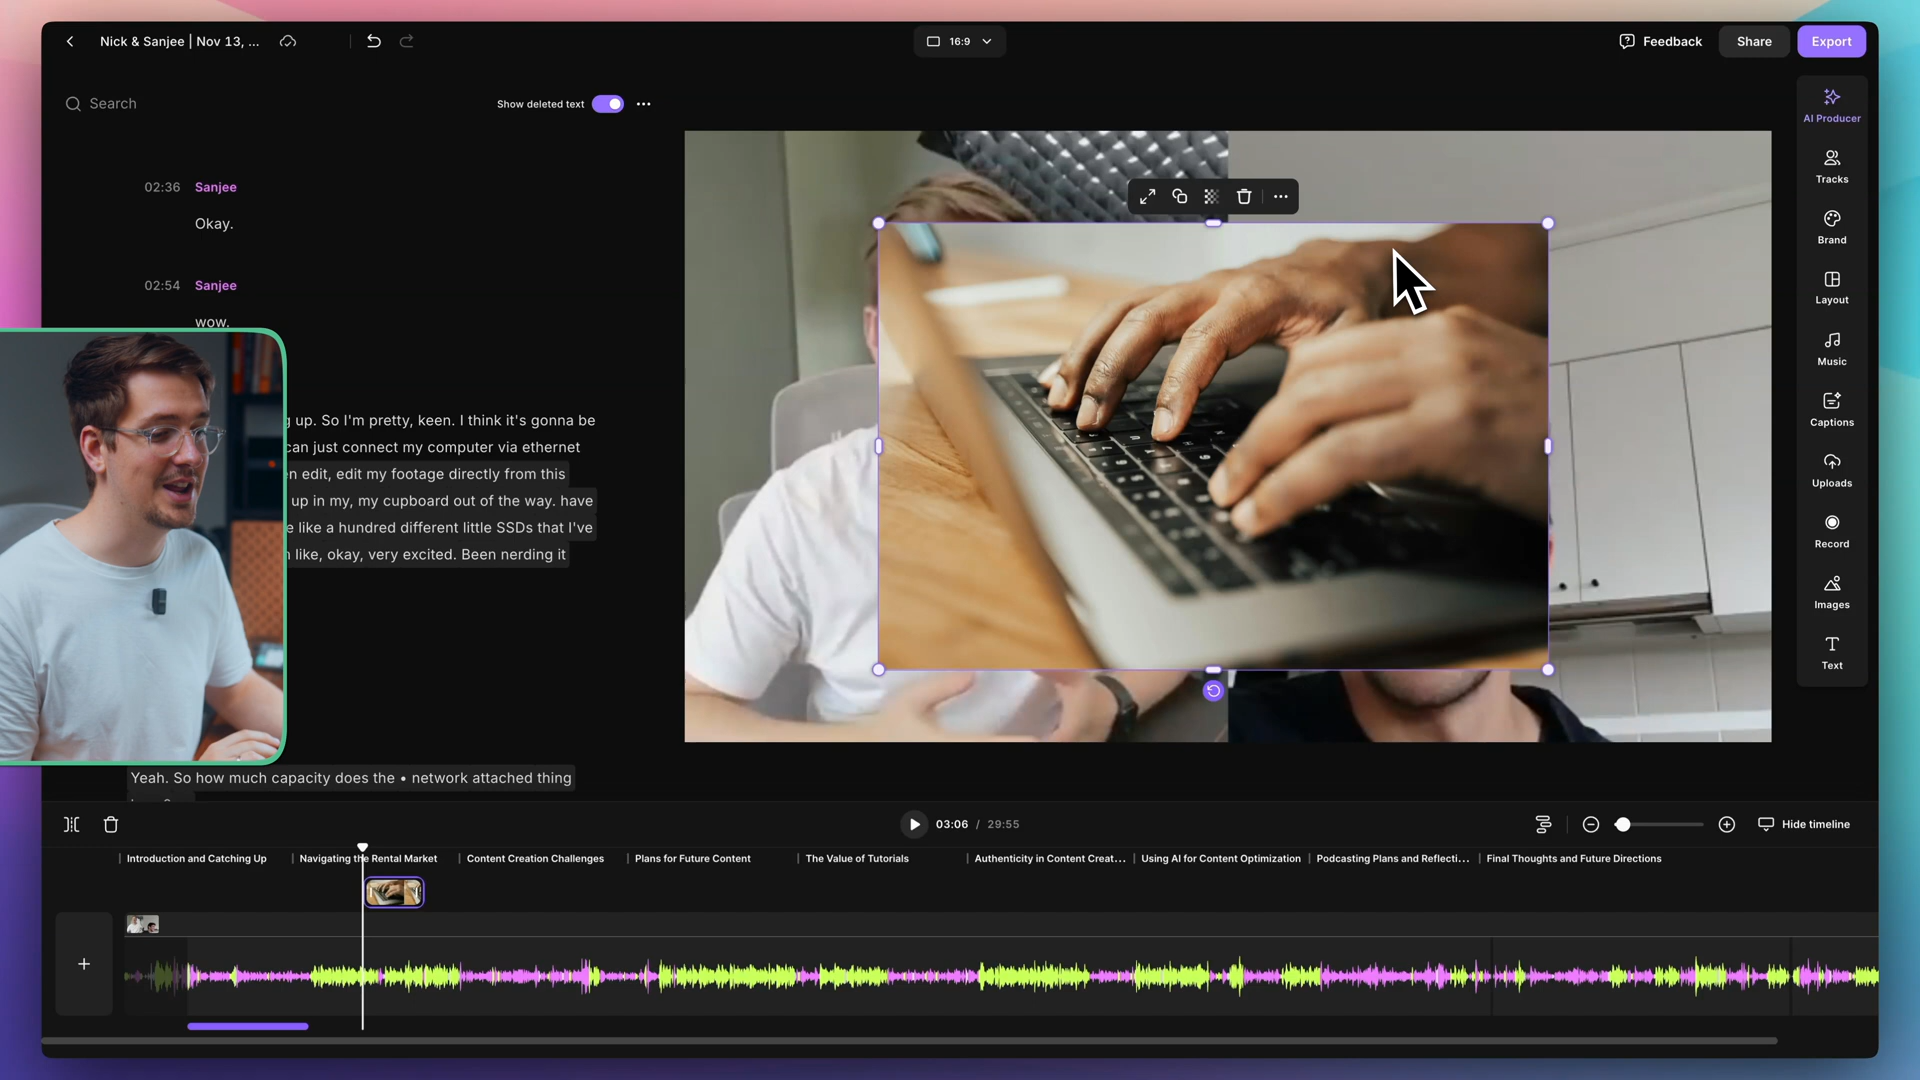 Nick & Sanjee | Nov 13, ...
16:9
Feedback
Share
Export
Search
Show deleted text
AI Producer
Tracks
Brand
Layout
Music
Captions
Uploads
Record
Images
Text
02:36 Sanjee
Okay.
02:54 Sanjee
wow.
up. So I'm pretty, keen. I think it's gonna be
can just connect my computer via ethernet
edit, edit my footage directly from this
up in my, my cupboard out of the way. have
like a hundred different little SSDs that I've
like, okay, very excited. Been nerding it
Yeah. So how much capacity does the • network attached thing
03:06 / 29:55
Hide timeline
Introduction and Catching Up
Navigating the Rental Market
Content Creation Challenges
Plans for Future Content
The Value of Tutorials
Authenticity in Content Creat...
Using AI for Content Optimization
Podcasting Plans and Reflecti...
Final Thoughts and Future Directions